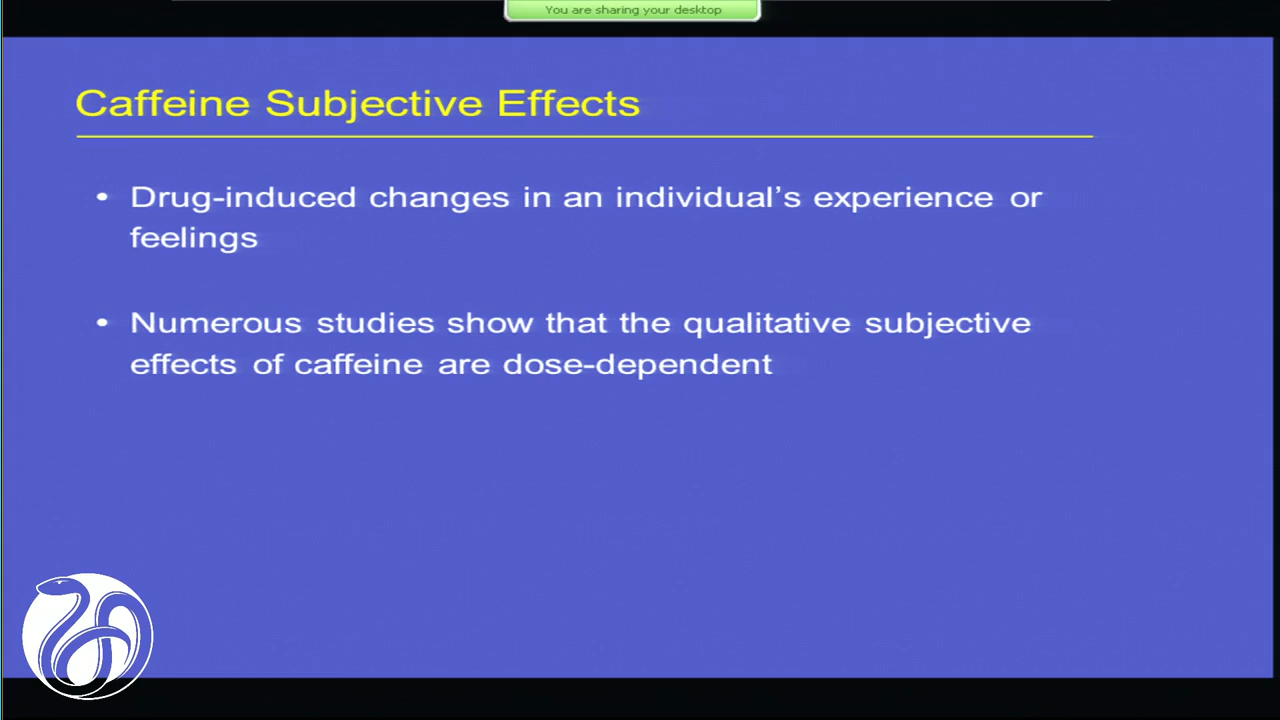 You are sharing your desktop
Caffeine Subjective Effects
• Drug-induced changes in an individual’s experience or
feelings
• Numerous studies show that the qualitative subjective
effects of caffeine are dose-dependent